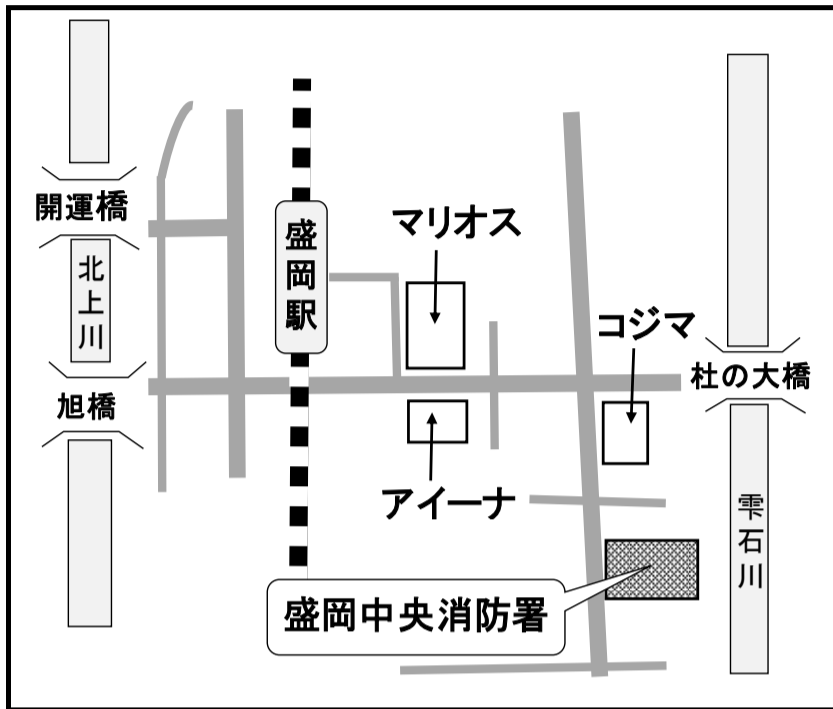 開運橋
北上川
旭橋
盛岡駅
マリオス
アイーナ
コジマ
杜の大橋
雫石川
盛岡中央消防署